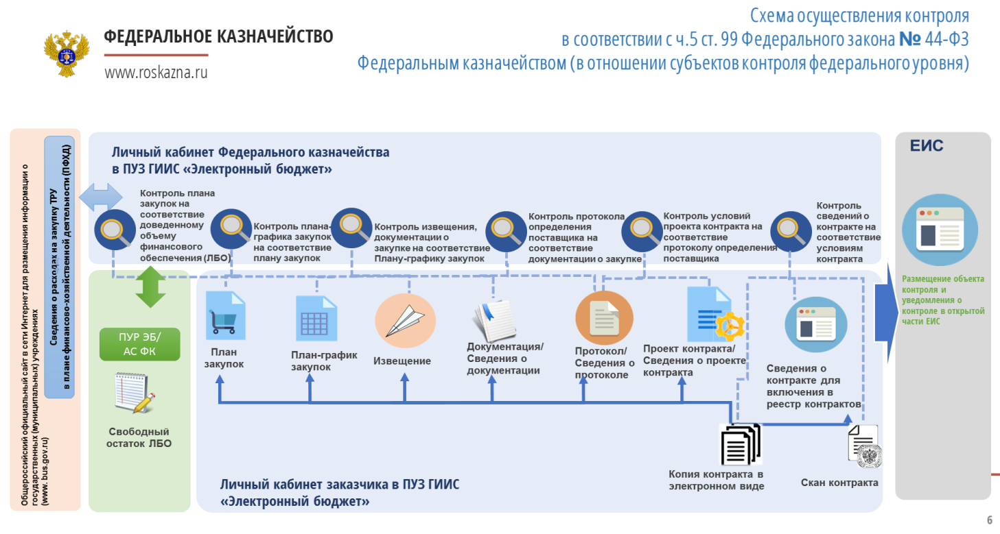 ФЕДЕРАЛЬНОЕ КАЗНАЧЕЙСТВО
www.roskazna.ru
Схема осуществления контроля
в соответствии с ч.5 ст. 99 Федерального закона № 44-ФЗ
Федеральным казначейством (в отношении субъектов контроля федерального уровня)
Общероссийский официальный сайт в сети Интернет для размещения информации о
государственных (муниципальных) учреждениях
(www. bus.gov.ru)
Сведения о расходах на закупку ТРУ
в плане финансово-хозяйственной деятельности (ПФХД)
Личный кабинет Федерального казначейства
в ПУЗ ГИИС «Электронный бюджет»
Контроль плана
закупок на
соответствие
доведенному
объему
финансового
обеспечения (ЛБО)
Контроль плана-
графика закупок
на соответствие
плану закупок
Контроль извещения,
документации о
закупке на соответствие
Плану-графику закупок
Контроль протокола
определения
поставщика на
соответствие
документации о закупке
Контроль условий
проекта контракта на
соответствие
протоколу определения
поставщика
Контроль
сведений о
контракте на
соответствие
условиям
контракта
ПУР ЭБ/
АС ФК
Свободный
остаток ЛБО
План
закупок
План-график
закупок
Извещение
Документация/
Сведения о
документации
Протокол/
Сведения о
протоколе
Проект контракта/
Сведения о проекте
контракта
Сведения о
контракте для
включения в
реестр контрактов
Копия контракта в
электронном виде
Скан контракта
Личный кабинет заказчика в ПУЗ ГИИС
«Электронный бюджет»
ЕИС
Размещение объекта
контроля и
уведомления о
контроле в открытой
части ЕИС
6